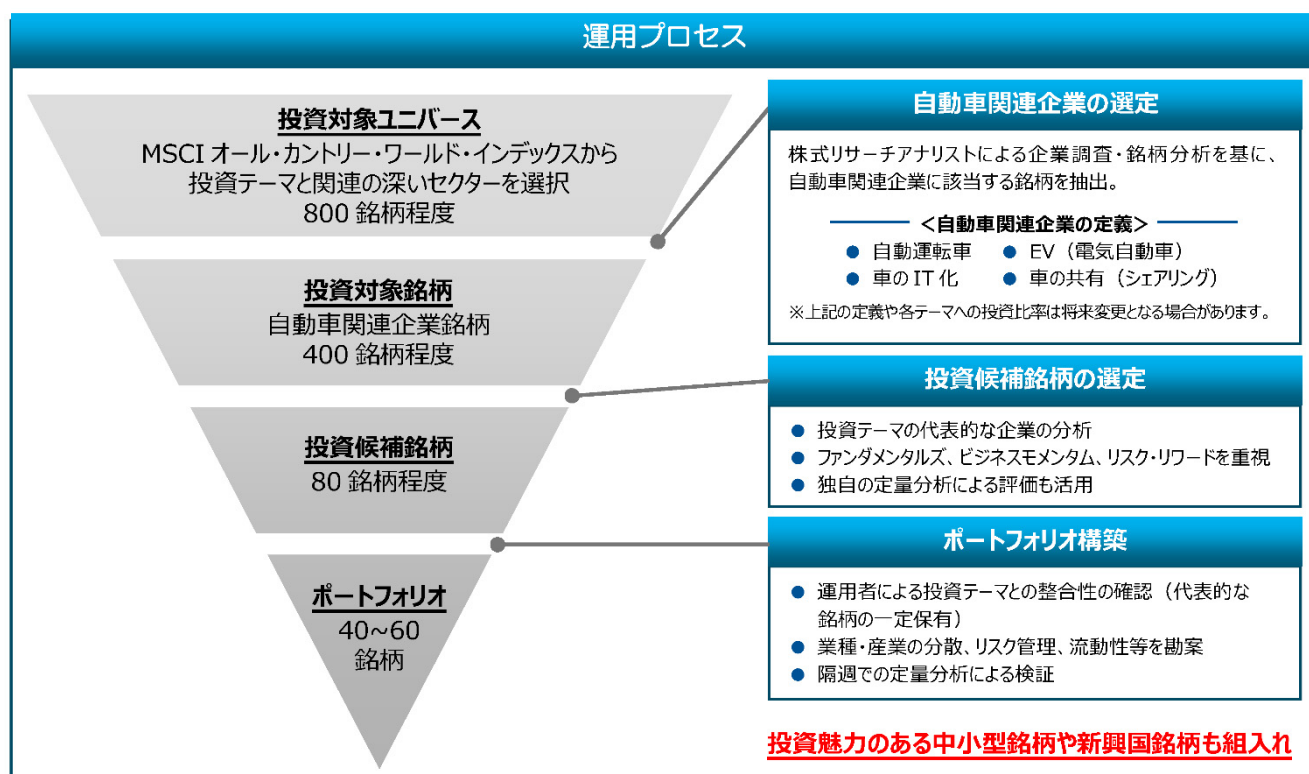 運用プロセス
投資対象ユニバース
MSCI オール・カントリー・ワールド・インデックスから
投資テーマと関連の深いセクターを選択
800 銘柄程度
投資対象銘柄
自動車関連企業銘柄
400 銘柄程度
投資候補銘柄
80 銘柄程度
ポートフォリオ
40~60
銘柄
自動車関連企業の選定
株式リサーチアナリストによる企業調査・銘柄分析を基に、
自動車関連企業に該当する銘柄を抽出。
<自動車関連企業の定義>
● 自動運転車 ● EV（電気自動車）
● 車の IT 化 ● 車の共有（シェアリング）
※上記の定義や各テーマへの投資比率は将来変更となる場合があります。
投資候補銘柄の選定
● 投資テーマの代表的な企業の分析
● ファンダメンタルズ、ビジネスモメンタム、リスク・リワードを重視
● 独自の定量分析による評価も活用
ポートフォリオ構築
● 運用者による投資テーマとの整合性の確認（代表的な
銘柄の一定保有）
● 業種・産業の分散、リスク管理、流動性等を勘案
● 隔週での定量分析による検証
投資魅力のある中小型銘柄や新興国銘柄も組入れ